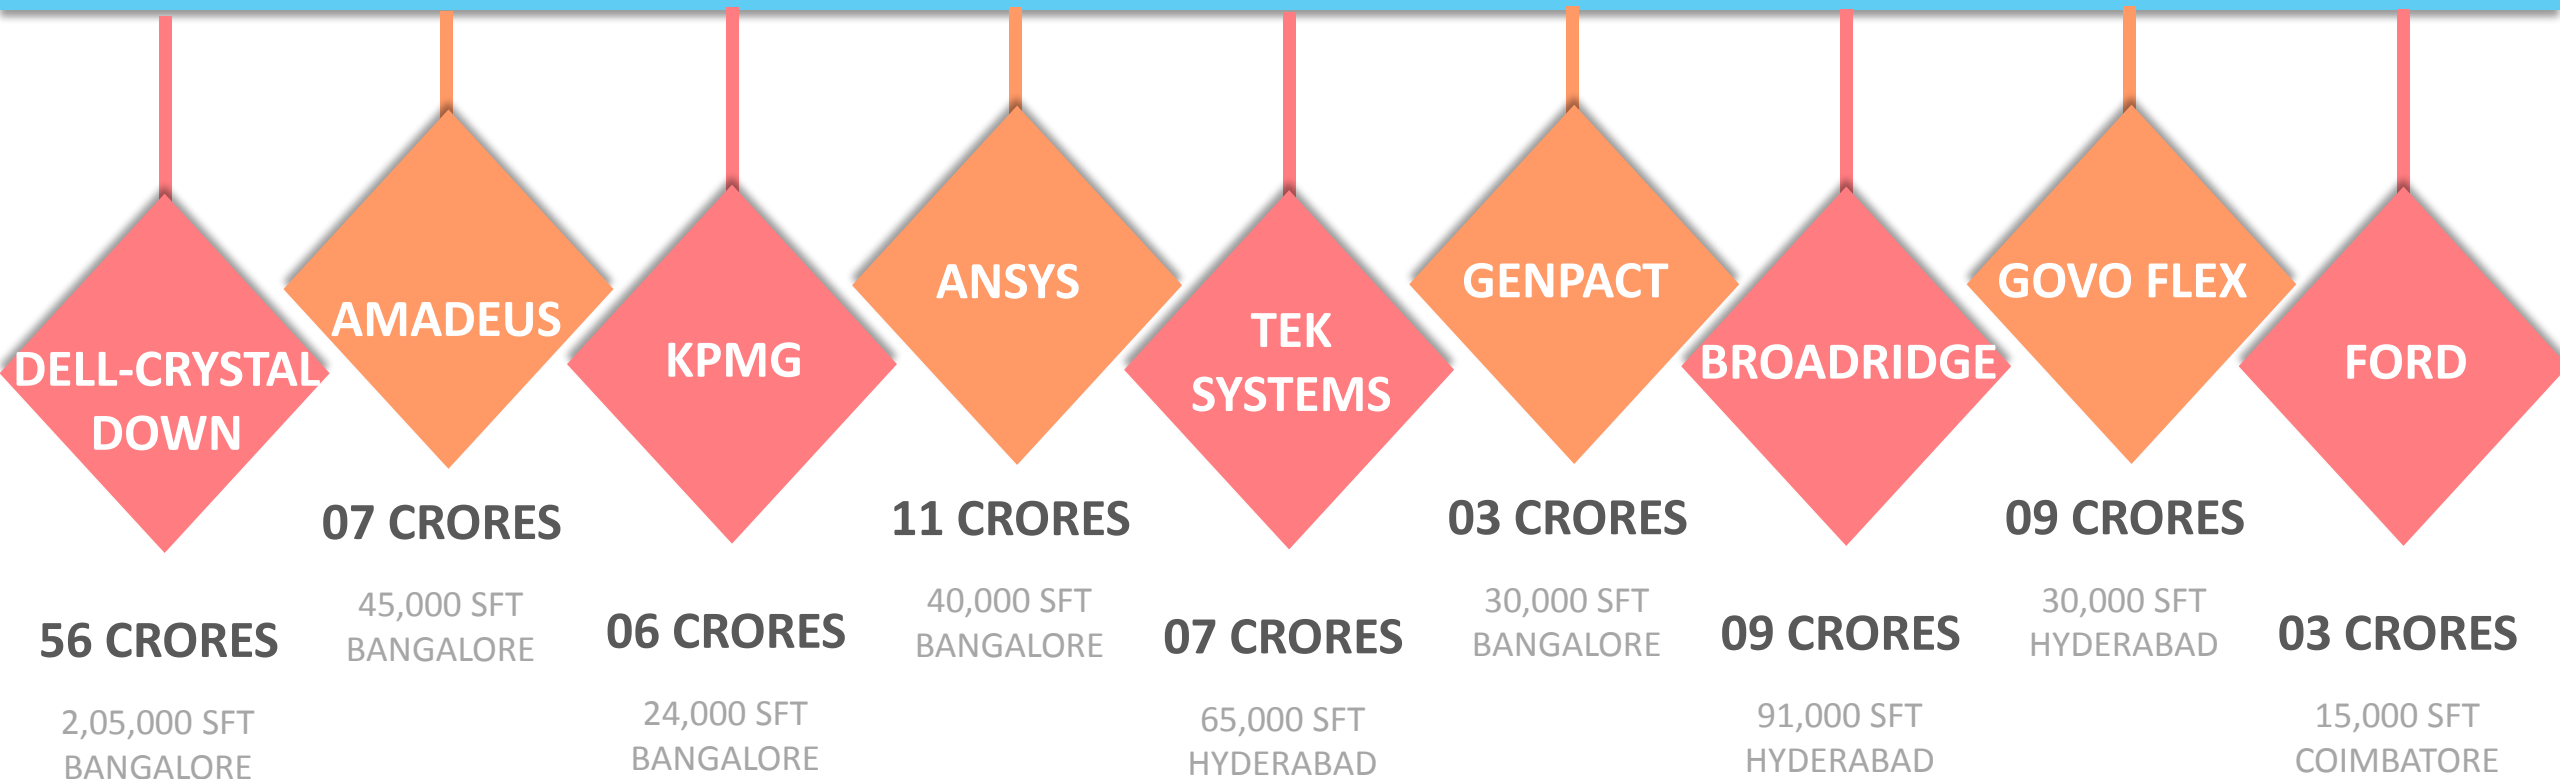 DELL-CRYSTAL
DOWN
56 CRORES
2,05,000 SFT
BANGALORE
AMADEUS
07 CRORES
45,000 SFT
BANGALORE
KPMG
06 CRORES
24,000 SFT
BANGALORE
ANSYS
11 CRORES
40,000 SFT
BANGALORE
TEK
SYSTEMS
07 CRORES
65,000 SFT
HYDERABAD
GENPACT
03 CRORES
30,000 SFT
BANGALORE
BROADRIDGE
09 CRORES
91,000 SFT
HYDERABAD
GOVO FLEX
09 CRORES
30,000 SFT
HYDERABAD
FORD
03 CRORES
15,000 SFT
COIMBATORE